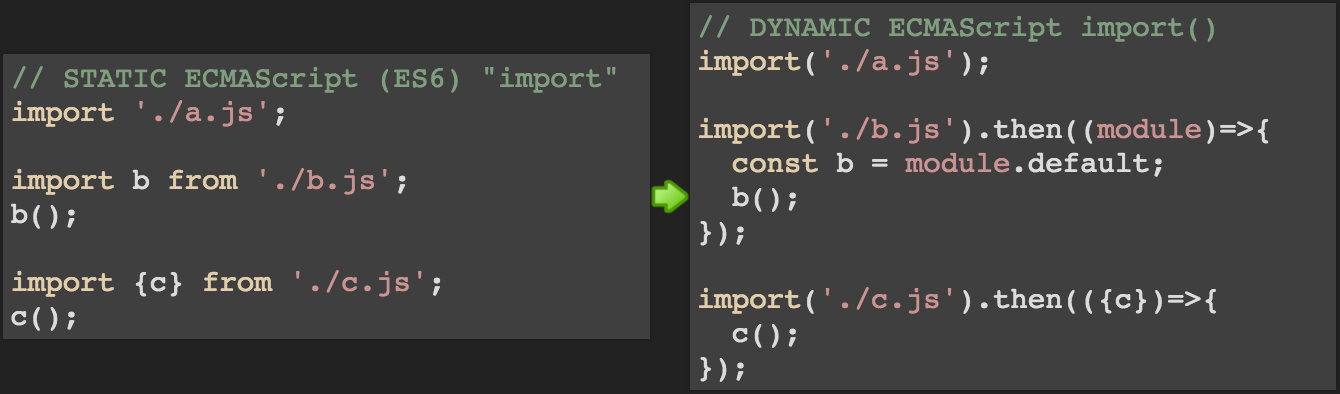 // STATIC ECMAScript (ES6) "import"
import './a.js';
import b from './b.js';
b();
import {c} from './c.js';
c();
// DYNAMIC ECMAScript import()
import('./a.js');
import('./b.js').then((module)=>{
  const b = module.default;
  b();
});
import('./c.js').then(({c})=>{
  c();
});